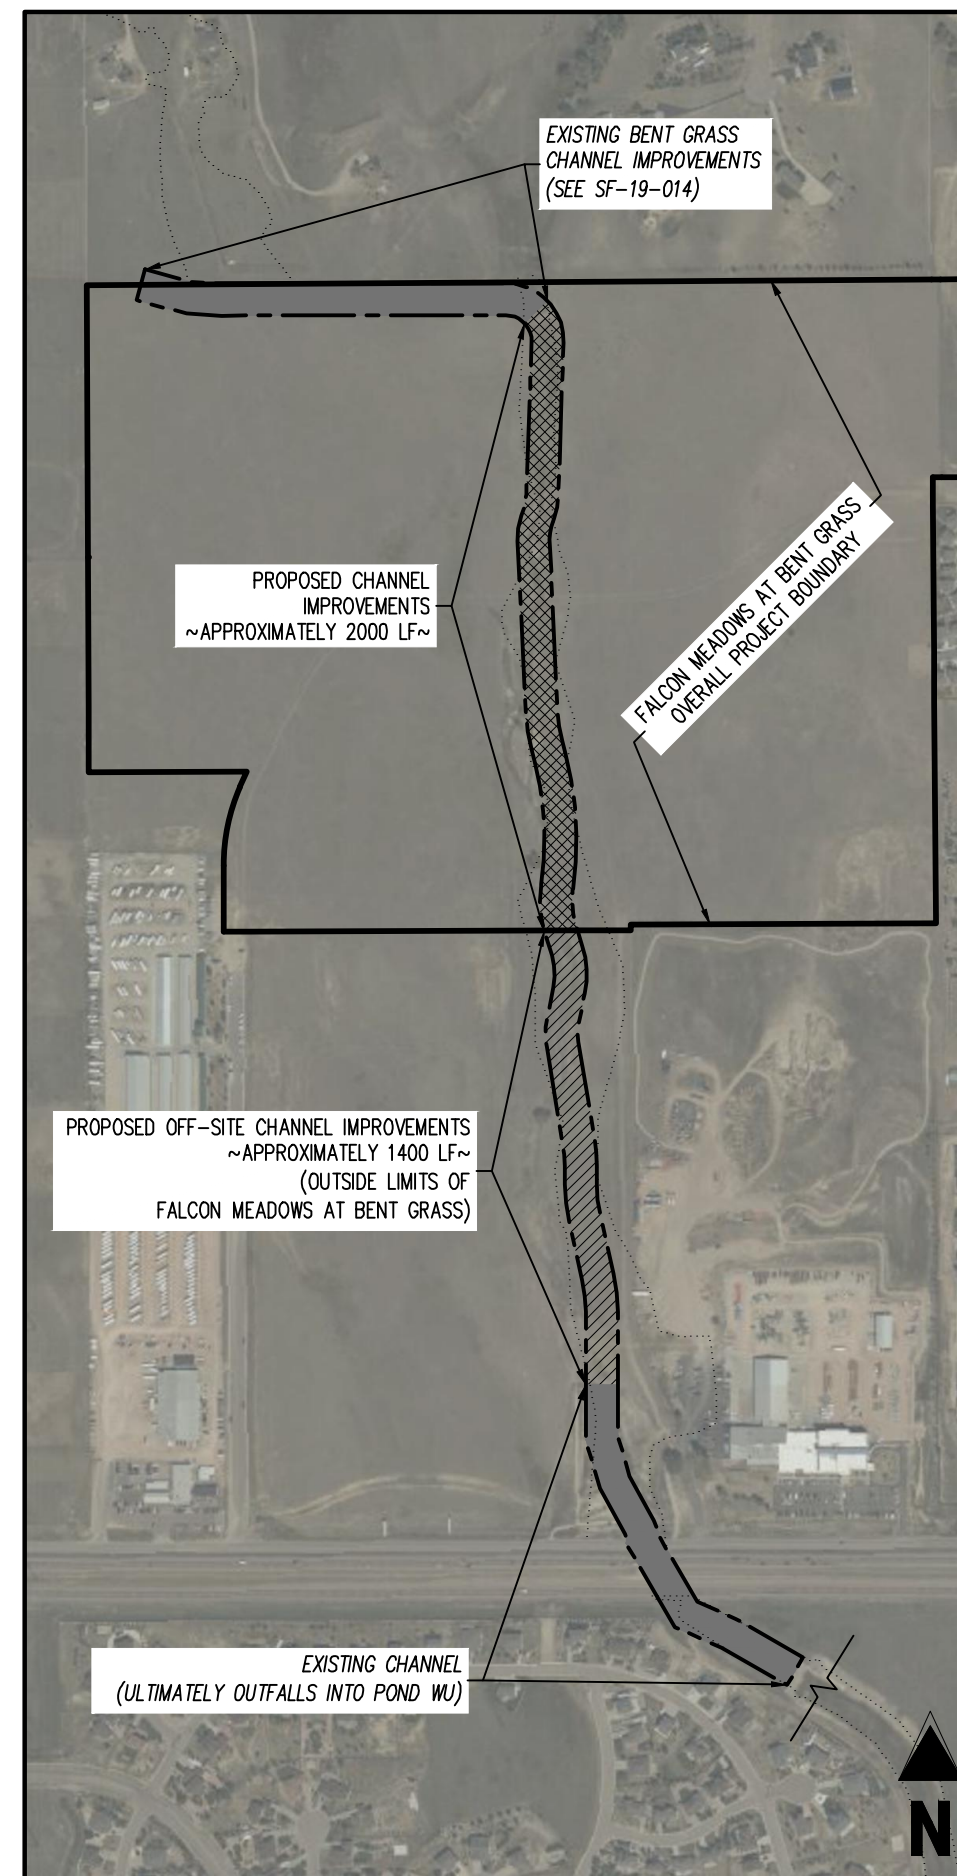 EXISTING BENT GRASS
CHANNEL IMPROVEMENTS
(SEE SF-19-014)
FALCON MEADOWS AT BENT GRASS
OVERALL PROJECT BOUNDARY
PROPOSED CHANNEL
IMPROVEMENTS
~APPROXIMATELY 2000 LF~
PROPOSED OFF-SITE CHANNEL IMPROVEMENTS
~APPROXIMATELY 1400 LF~
(OUTSIDE LIMITS OF
FALCON MEADOWS AT BENT GRASS)
EXISTING CHANNEL
(ULTIMATELY OUTFALLS INTO POND WU)
N